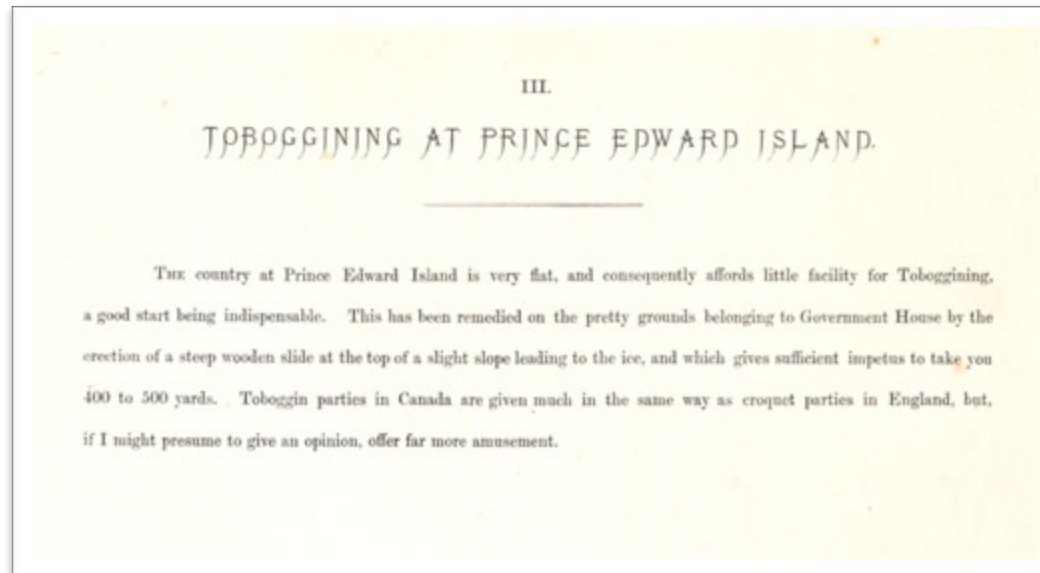 III.
TOBOGGINING AT PRINCE EDWARD ISLAND.
THE country at Prince Edward Island is very flat, and consequently affords little facility for Toboggining,
a good start being indispensable. This has been remedied on the pretty grounds belonging to Government House by the
erection of a steep wooden slide at the top of a slight slope leading to the ice, and which gives sufficient impetus to take you
400 to 500 yards. Toboggin parties in Canada are given much in the same way as croquet parties in England, but,
if I might presume to give an opinion, offer far more amusement.